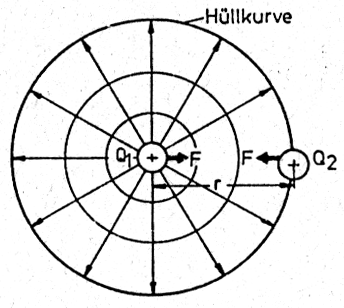 Hüllkurve
Q1 + F F + Q2
r